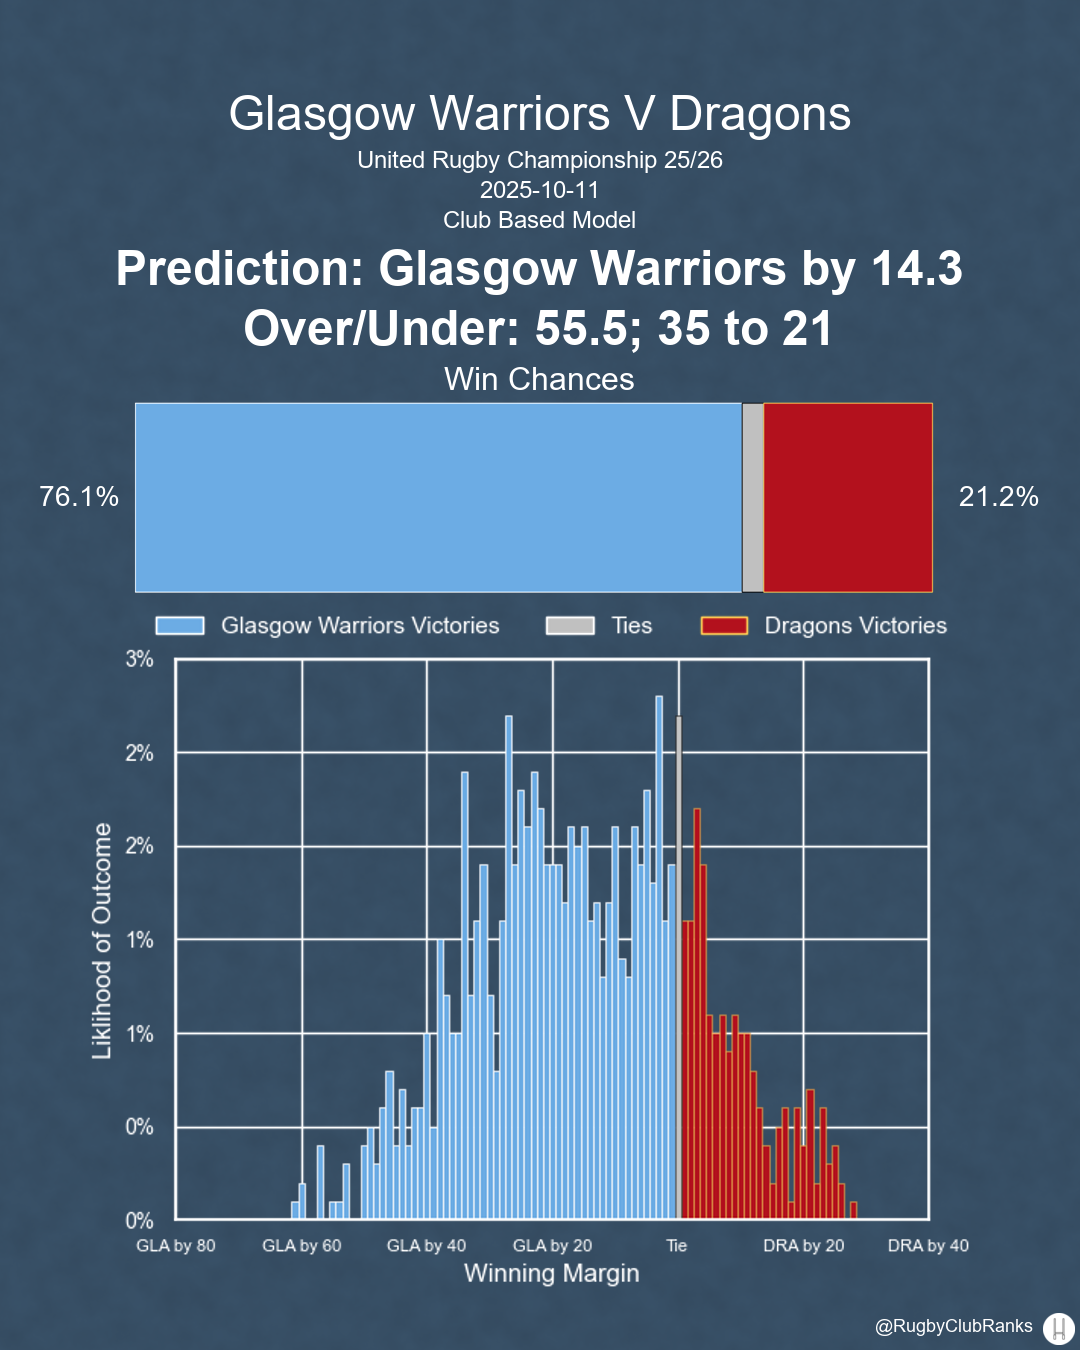 Glasgow Warriors V Dragons
United Rugby Championship 25/26
2025-10-11
Club Based Model
Prediction: Glasgow Warriors by 14.3
Over/Under: 55.5; 35 to 21
Win Chances
76.1%
21.2%
Glasgow Warriors Victories
Ties
Dragons Victories
3%
2%
2%
1%
1%
0%
0%
Liklihood of Outcome
GLA by 80
GLA by 60
GLA by 40
GLA by 20
Tie
DRA by 20
DRA by 40
Winning Margin
@RugbyClubRanks